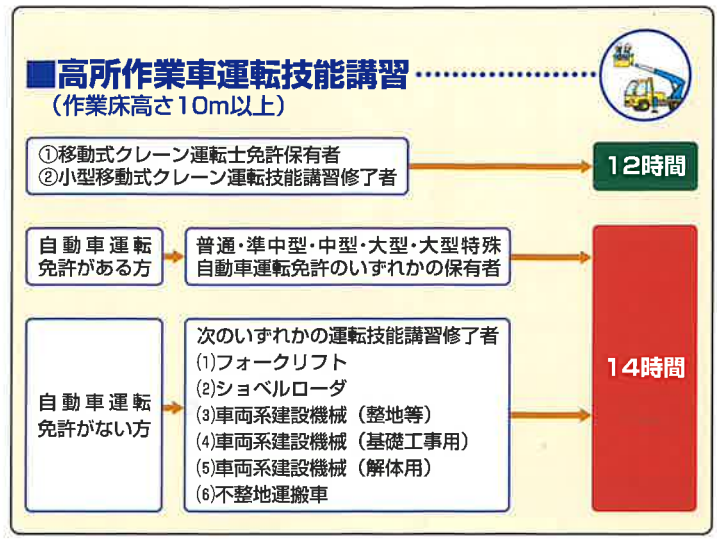 ■高所作業車運転技能講習
（作業床高さ10m以上）
①移動式クレーン運転士免許保有者
②小型移動式クレーン運転技能講習修了者
12時間
自動車運転
免許がある方
普通・準中型・中型・大型・大型特殊
自動車運転免許のいずれかの保有者
14時間
自動車運転
免許がない方
次のいずれかの運転技能講習修了者
⑴フォークリフト
⑵ショベルローダ
⑶車両系建設機械（整地等）
⑷車両系建設機械（基礎工事用）
⑸車両系建設機械（解体用）
⑹不整地運搬車